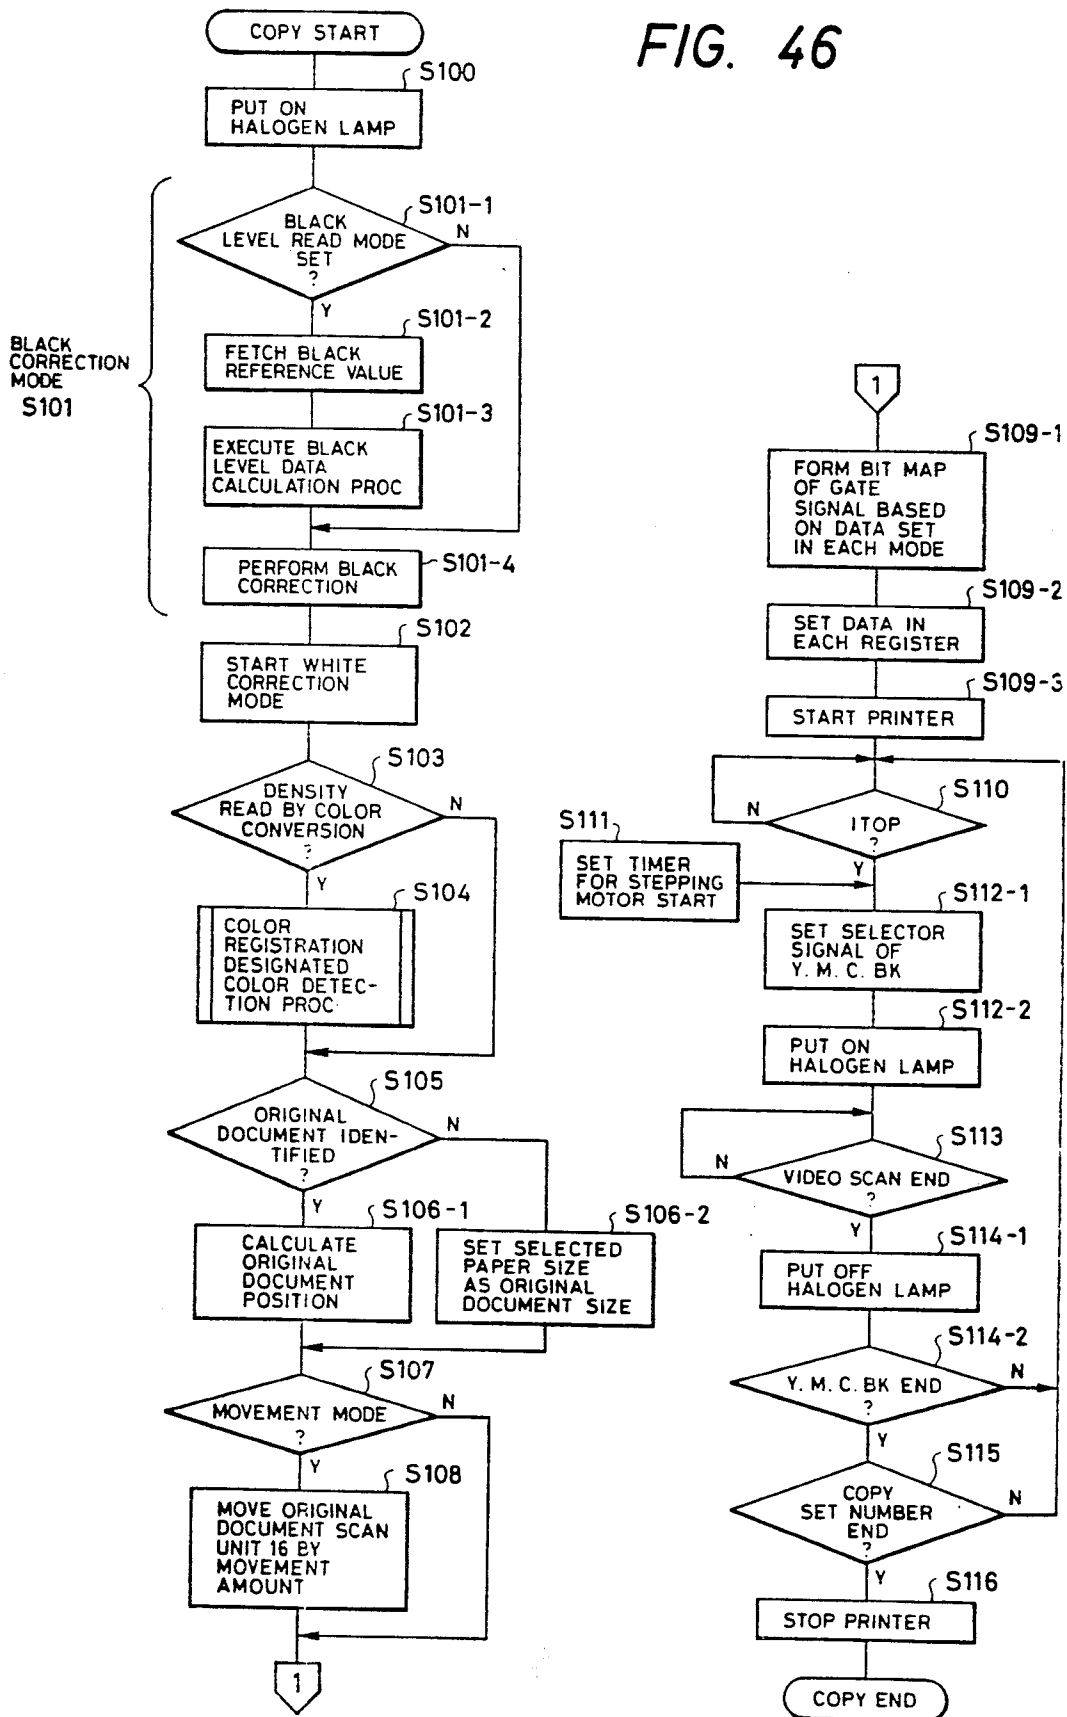 FIG. 46
COPY START
S100
PUT ON
HALOGEN LAMP
BLACK
CORRECTION
MODE
S101
S101-1
BLACK
LEVEL READ MODE
SET
?
N
Y
S101-2
FETCH BLACK
REFERENCE VALUE
S101-3
EXECUTE BLACK
LEVEL DATA
CALCULATION PROC
S101-4
PERFORM BLACK
CORRECTION
S102
START WHITE
CORRECTION
MODE
S103
DENSITY
READ BY COLOR
CONVERSION
?
N
Y
S104
COLOR
REGISTRATION
DESIGNATED
COLOR DETEC-
TION PROC
S105
ORIGINAL
DOCUMENT IDEN-
TIFIED
?
N
Y
S106-1
CALCULATE
ORIGINAL
DOCUMENT
POSITION
S106-2
SET SELECTED
PAPER SIZE
AS ORIGINAL
DOCUMENT SIZE
S107
MOVEMENT MODE
?
N
Y
S108
MOVE ORIGINAL
DOCUMENT SCAN
UNIT 16 BY
MOVEMENT
AMOUNT
1
1
S109-1
FORM BIT MAP
OF GATE
SIGNAL BASED
ON DATA SET
IN EACH MODE
S109-2
SET DATA IN
EACH REGISTER
S109-3
START PRINTER
S110
ITOP
?
N
Y
S111
SET TIMER
FOR STEPPING
MOTOR START
S112-1
SET SELECTOR
SIGNAL OF
Y. M. C. BK
S112-2
PUT ON
HALOGEN LAMP
S113
VIDEO SCAN END
?
N
Y
S114-1
PUT OFF
HALOGEN LAMP
S114-2
Y. M. C. BK END
?
N
Y
S115
COPY
SET NUMBER
END
?
N
Y
S116
STOP PRINTER
COPY END